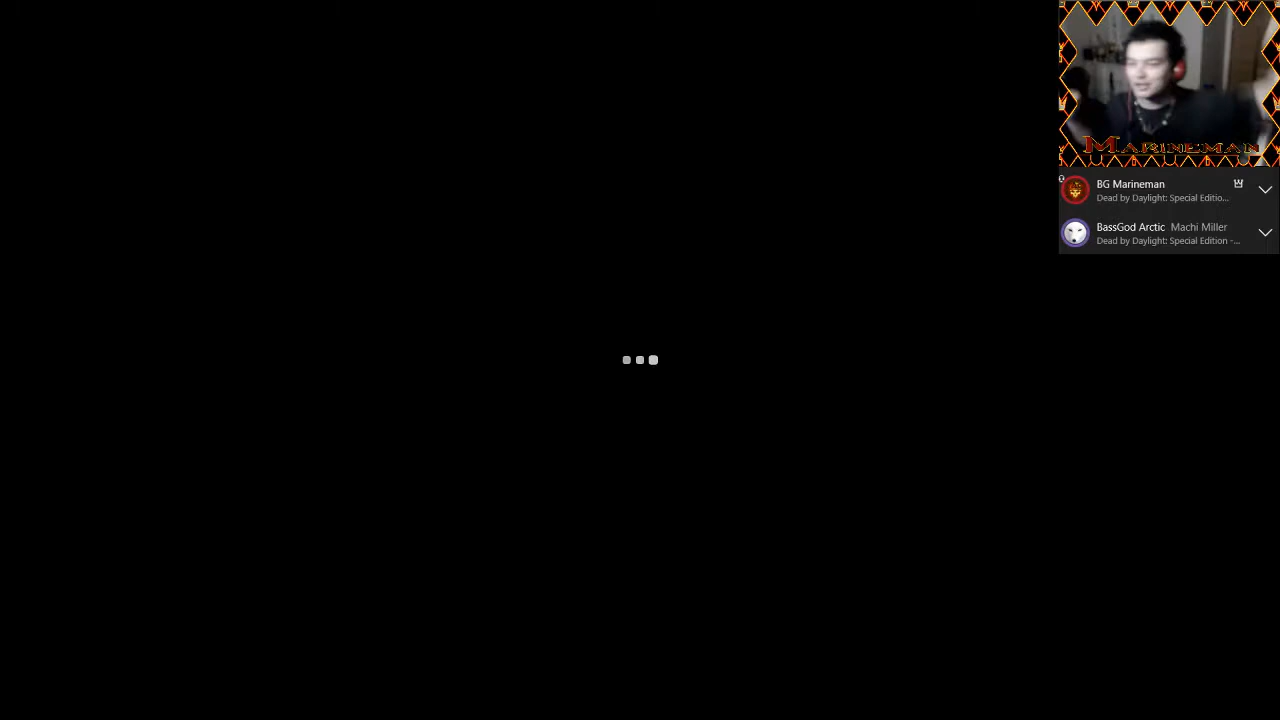 MARINEMAN
BG Marineman
Dead by Daylight: Special Editio...
BassGod Arctic Machi Miller
Dead by Daylight: Special Edition -...